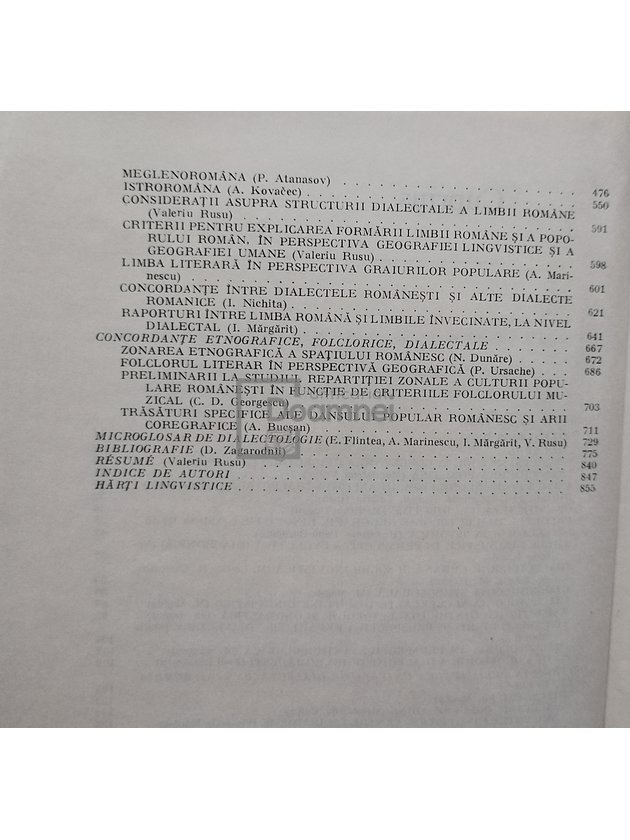 MEGLENOROMÂNA (P. Atanasov) 476
ISTROROMÂNA (A. Kovačec) 550
CONSIDERAȚII ASUPRA STRUCTURII DIALECTALE A LIMBII ROMÂNE
(Valeriu Rusu) 591
CRITERII PENTRU EXPLICAREA FORMĂRII LIMBII ROMÂNE ȘI A POPO-
RULUI ROMÂN, ÎN PERSPECTIVA GEOGRAFIEI LINGVISTICE ȘI A
GEOGRAFIEI UMANE (Valeriu Rusu) 598
LIMBA LITERARĂ ÎN PERSPECTIVA GRAIURILOR POPULARE (A. Mari-
nescu) 601
CONCORDANȚE ÎNTRE DIALECTELE ROMÂNEȘTI ȘI ALTE DIALECTE
ROMANICE (I. Nichita) 621
RAPORTURI ÎNTRE LIMBA ROMÂNĂ ȘI LIMBILE ÎNVECINATE, LA NIVEL
DIALECTAL (I. Mărgărit) 641
CONCORDANȚE ETNOGRAFICE, FOLCLORICE, DIALECTALE 667
ZONAREA ETNOGRAFICĂ A SPAȚIULUI ROMÂNESC (N. Dunăre) 672
FOLCLORUL LITERAR ÎN PERSPECTIVĂ GEOGRAFICĂ (P. Ursache) 686
PRELIMINARII LA STUDIUL REPARTIȚIEI ZONALE A CULTURII POPU-
LARE ROMÂNEȘTI ÎN FUNCȚIE DE CRITERIILE FOLCLORULUI MU-
ZICAL (C. D. Georgescu) 703
TRĂSĂTURI SPECIFICE ALE DANSULUI POPULAR ROMÂNESC ȘI ARII
COREGRAFICE (A. Bucșan) 711
MICROGLOSAR DE DIALECTOLOGIE (E. Flintea, A. Marinescu, I. Mărgărit, V. Rusu) 729
BIBLIOGRAFIE (D. Zagarodnîi) 775
RÉSUMÉ (Valeriu Rusu) 840
INDICE DE AUTORI 847
HĂRȚI LINGVISTICE 855